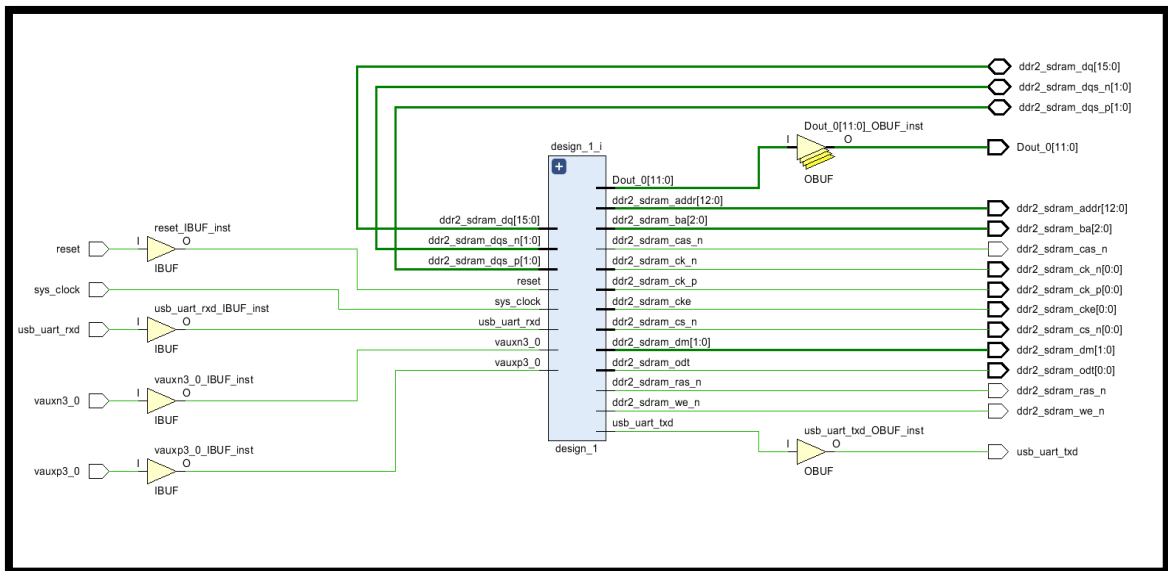 ddr2_sdram_dq[15:0]
ddr2_sdram_dqs_n[1:0]
ddr2_sdram_dqs_p[1:0]
Dout_0[11:0]_OBUF_inst
I
O
OBUF
Dout_0[11:0]
design_1_i
Dout_0[11:0]
ddr2_sdram_addr[12:0]
ddr2_sdram_ba[2:0]
ddr2_sdram_cas_n
ddr2_sdram_ck_n
ddr2_sdram_ck_p
ddr2_sdram_cke
ddr2_sdram_cs_n
ddr2_sdram_dm[1:0]
ddr2_sdram_odt
ddr2_sdram_ras_n
ddr2_sdram_we_n
usb_uart_txd
ddr2_sdram_dq[15:0]
ddr2_sdram_dqs_n[1:0]
ddr2_sdram_dqs_p[1:0]
reset
sys_clock
usb_uart_rxd
vauxn3_0
vauxp3_0
design_1
reset_IBUF_inst
reset
I
O
IBUF
sys_clock
usb_uart_rxd_IBUF_inst
usb_uart_rxd
I
O
IBUF
vauxn3_0_IBUF_inst
vauxn3_0
I
O
IBUF
vauxp3_0_IBUF_inst
vauxp3_0
I
O
IBUF
ddr2_sdram_addr[12:0]
ddr2_sdram_ba[2:0]
ddr2_sdram_cas_n
ddr2_sdram_ck_n[0:0]
ddr2_sdram_ck_p[0:0]
ddr2_sdram_cke[0:0]
ddr2_sdram_cs_n[0:0]
ddr2_sdram_dm[1:0]
ddr2_sdram_odt[0:0]
ddr2_sdram_ras_n
ddr2_sdram_we_n
usb_uart_txd_OBUF_inst
I
O
OBUF
usb_uart_txd